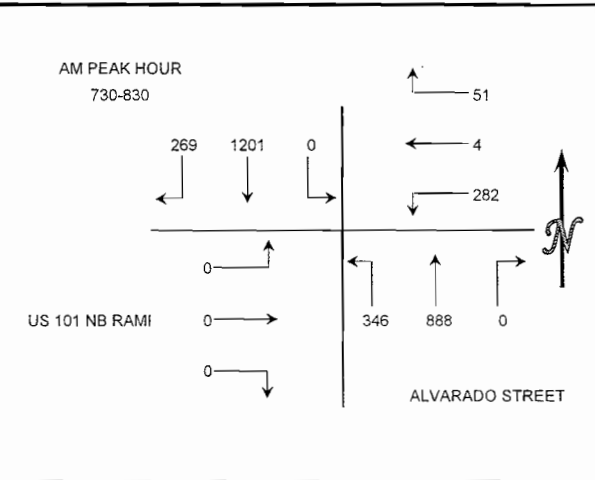 AM PEAK HOUR
730-830
51
269 1201 0
4
282
N
0
US 101 NB RAMI
0
346 888 0
0
ALVARADO STREET